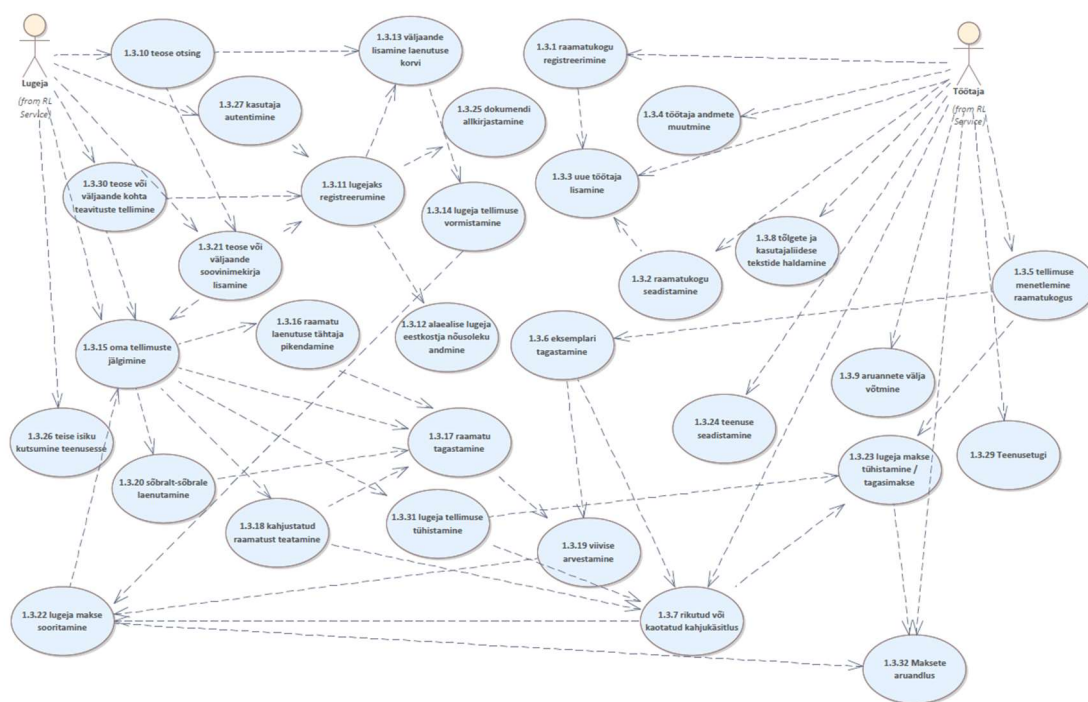 Lugeja
(from RL
Service)
Töötaja
(from RL
Service)
1.3.10 teose otsing
1.3.13 väljaande
lisamine laenutuse
korvi
1.3.1 raamatukogu
registreerimine
1.3.27 kasutaja
autentimine
1.3.25 dokumendi
allkirjastamine
1.3.4 töötaja andmete
muutmine
1.3.30 teose või
väljaande kohta
teavituste tellimine
1.3.11 lugejaks
registreerumine
1.3.3 uue töötaja
lisamine
1.3.14 lugeja tellimuse
vormistamine
1.3.21 teose või
väljaande
soovinimekirja
lisamine
1.3.8 tõlgete ja
kasutajaliidese
tekstide haldamine
1.3.2 raamatukogu
seadistamine
1.3.5 tellimuse
menetlemine
raamatukogus
1.3.16 raamatu
laenutuse tähtaja
pikendamine
1.3.12 alaealise lugeja
eestkostja nõusoleku
andmine
1.3.6 eksemplari
tagastamine
1.3.15 oma tellimuste
jälgimine
1.3.9 aruannete välja
võtmine
1.3.26 teise isiku
kutsumine teenusesse
1.3.17 raamatu
tagastamine
1.3.24 teenuse
seadistamine
1.3.23 lugeja makse
tühistamine /
tagasimakse
1.3.29 Teenusetugi
1.3.20 sõbralt-sõbrale
laenutamine
1.3.18 kahjustatud
raamatust teatamine
1.3.31 lugeja tellimuse
tühistamine
1.3.19 viivise
arvestamine
1.3.22 lugeja makse
sooritamine
1.3.7 rikutud või
kaotatud kahjukäsitlus
1.3.32 Maksete
aruandlus